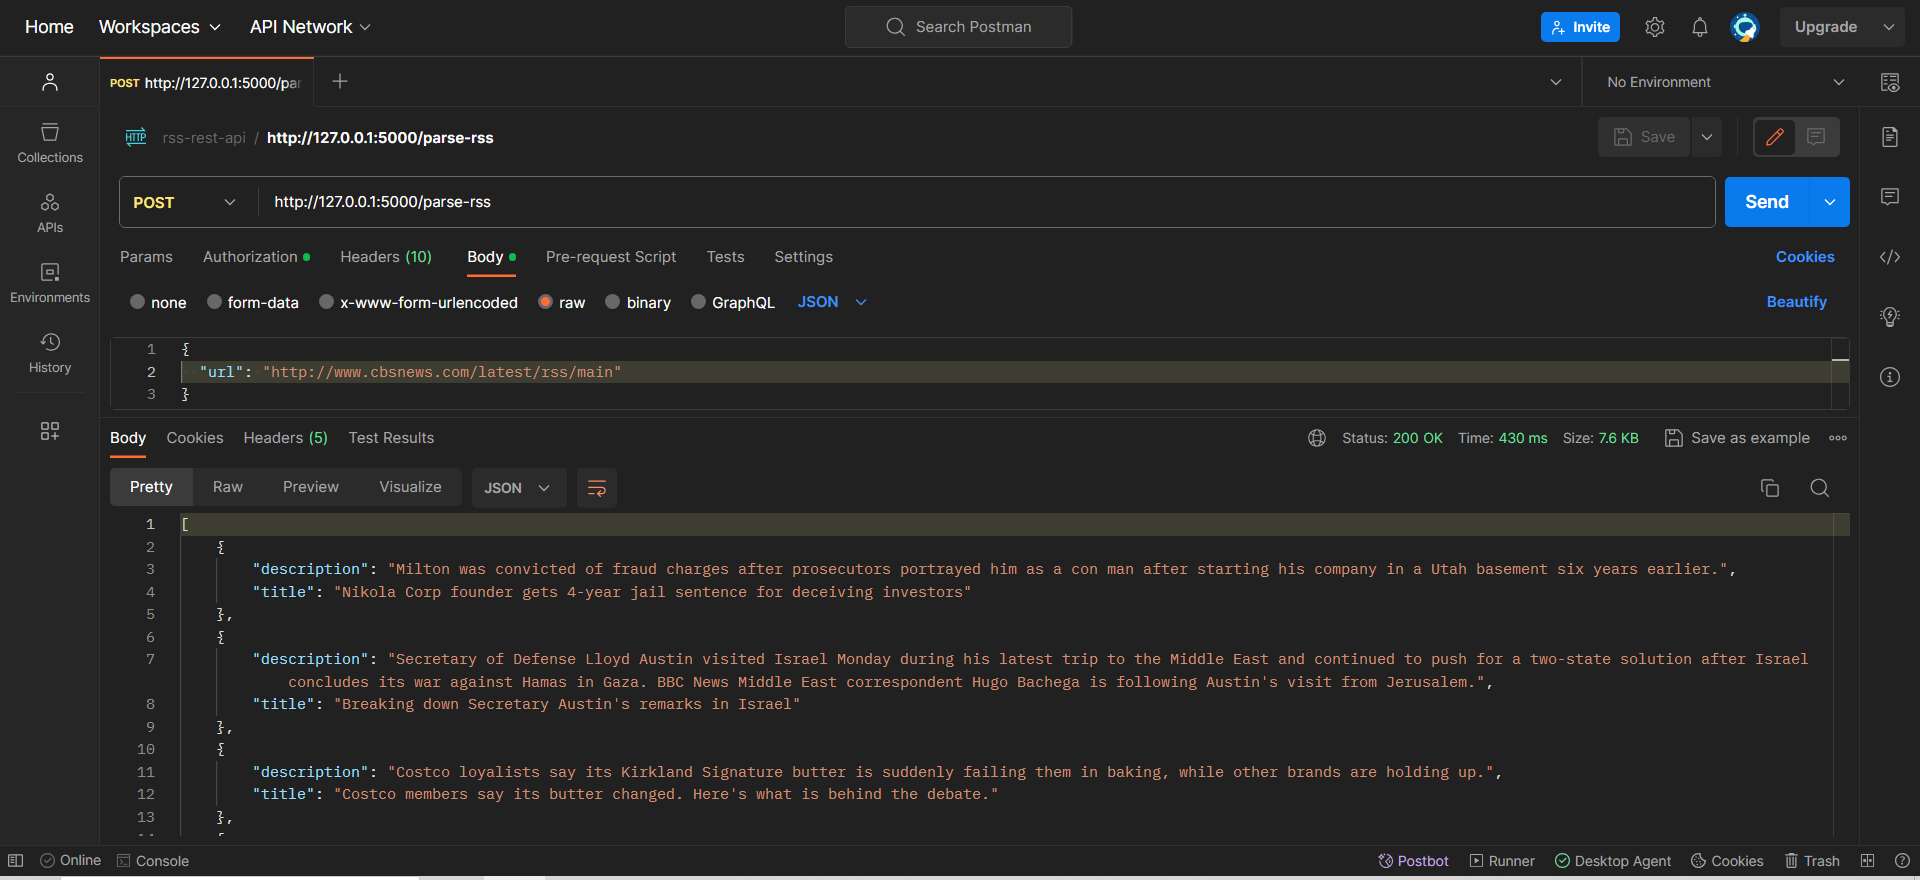 Home Workspaces API Network Search Postman Invite Upgrade
POST http://127.0.0.1:5000/par No Environment
rss-rest-api / http://127.0.0.1:5000/parse-rss Save
POST http://127.0.0.1:5000/parse-rss Send
Params Authorization Headers (10) Body Pre-request Script Tests Settings Cookies
none form-data x-www-form-urlencoded raw binary GraphQL JSON Beautify
Collections
APIs
Environments
History
1 {
2 "url": "http://www.cbsnews.com/latest/rss/main"
3 }
Body Cookies Headers (5) Test Results Status: 200 OK Time: 430 ms Size: 7.6 KB Save as example
Pretty Raw Preview Visualize JSON
1 [
2 {
3 "description": "Milton was convicted of fraud charges after prosecutors portrayed him as a con man after starting his company in a Utah basement six years earlier.",
4 "title": "Nikola Corp founder gets 4-year jail sentence for deceiving investors"
5 },
6 {
7 "description": "Secretary of Defense Lloyd Austin visited Israel Monday during his latest trip to the Middle East and continued to push for a two-state solution after Israel
concludes its war against Hamas in Gaza. BBC News Middle East correspondent Hugo Bachega is following Austin's visit from Jerusalem.",
8 "title": "Breaking down Secretary Austin's remarks in Israel"
9 },
10 {
11 "description": "Costco loyalists say its Kirkland Signature butter is suddenly failing them in baking, while other brands are holding up.",
12 "title": "Costco members say its butter changed. Here's what is behind the debate."
13 },
Online Console Postbot Runner Desktop Agent Cookies Trash